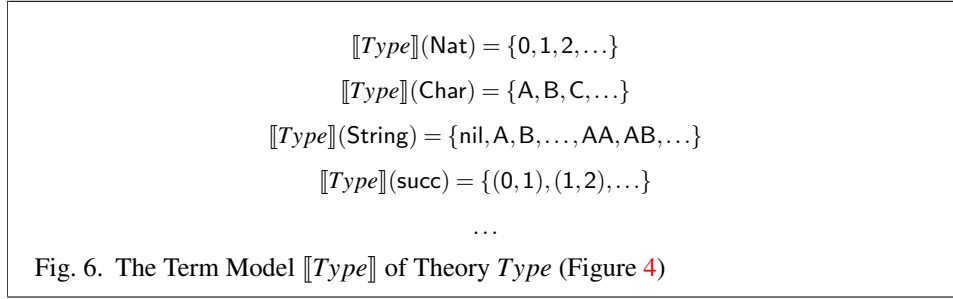 ⟦Type⟧(Nat) = {0, 1, 2, ...}
⟦Type⟧(Char) = {A, B, C, ...}
⟦Type⟧(String) = {nil, A, B, ..., AA, AB, ...}
⟦Type⟧(succ) = {(0, 1), (1, 2), ...}
...
Fig. 6. The Term Model ⟦Type⟧ of Theory Type (Figure 4)